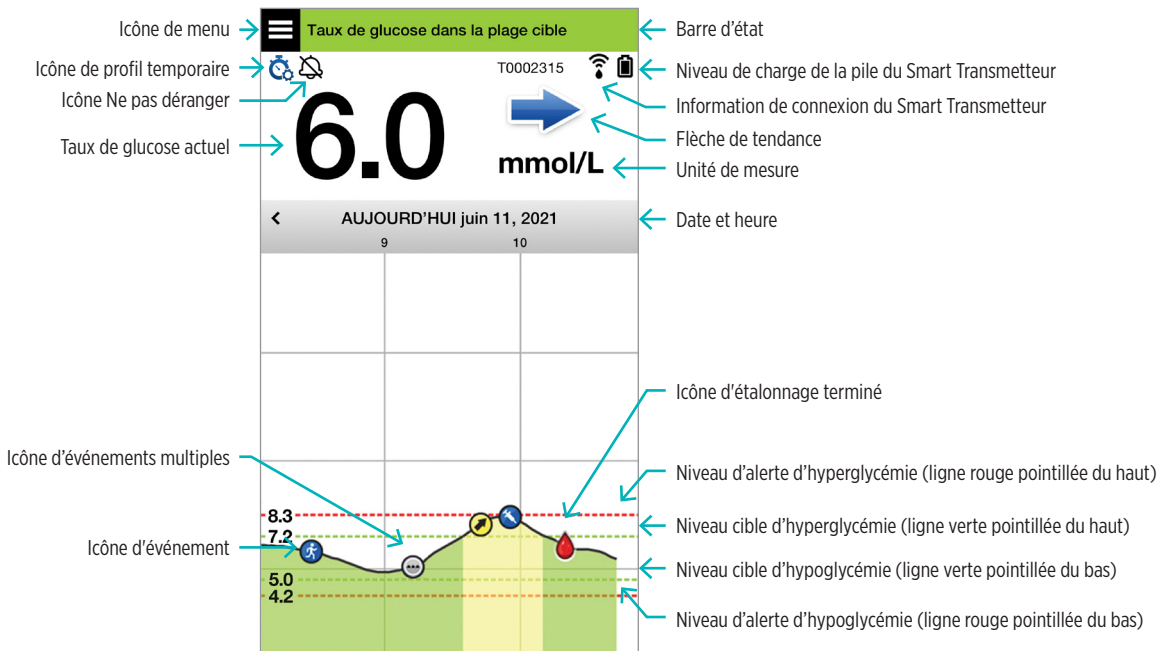 Icône de menu
Taux de glucose dans la plage cible
Barre d’état
Icône de profil temporaire
T0002315
Niveau de charge de la pile du Smart Transmetteur
Icône Ne pas déranger
Information de connexion du Smart Transmetteur
Taux de glucose actuel
6.0
Flèche de tendance
mmol/L
Unité de mesure
AUJOURD’HUI juin 11, 2021
Date et heure
9
10
Icône d'étalonnage terminé
Icône d’événements multiples
Niveau d’alerte d’hyperglycémie (ligne rouge pointillée du haut)
8.3
Niveau cible d’hyperglycémie (ligne verte pointillée du haut)
7.2
Icône d'événement
Niveau cible d’hypoglycémie (ligne verte pointillée du bas)
5.0
4.2
Niveau d’alerte d’hypoglycémie (ligne rouge pointillée du bas)